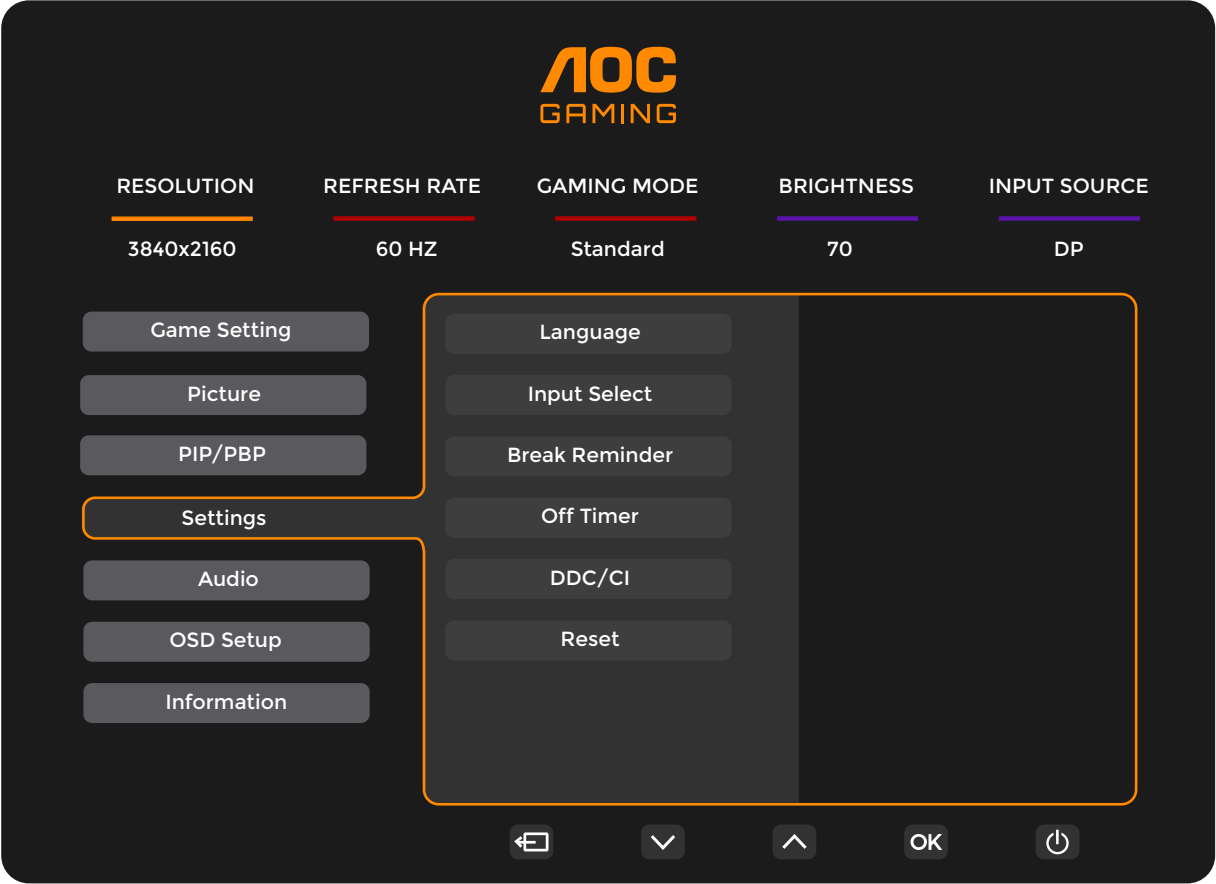 AOC
GAMING
RESOLUTION REFRESH RATE GAMING MODE BRIGHTNESS INPUT SOURCE
3840x2160 60 HZ Standard 70 DP
Game Setting
Picture
PIP/PBP
Settings
Audio
OSD Setup
Information
Language
Input Select
Break Reminder
Off Timer
DDC/CI
Reset
OK